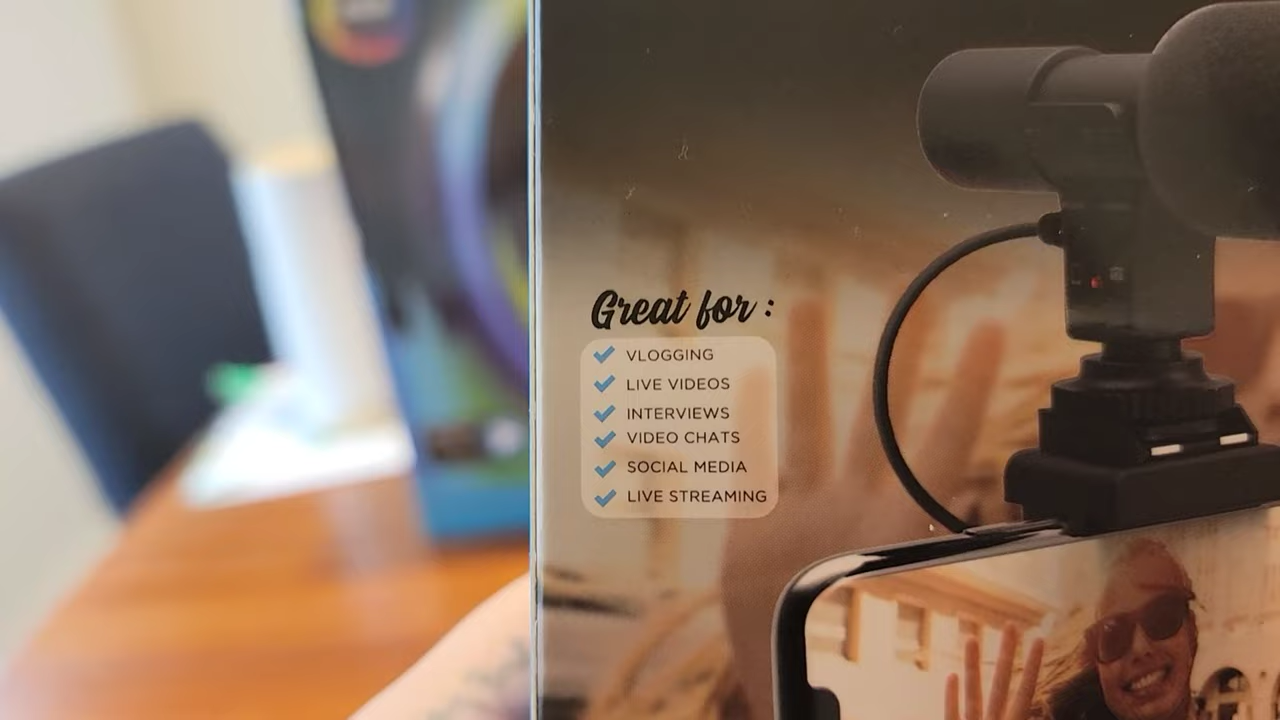 Great for :
VLOGGING
LIVE VIDEOS
INTERVIEWS
VIDEO CHATS
SOCIAL MEDIA
LIVE STREAMING